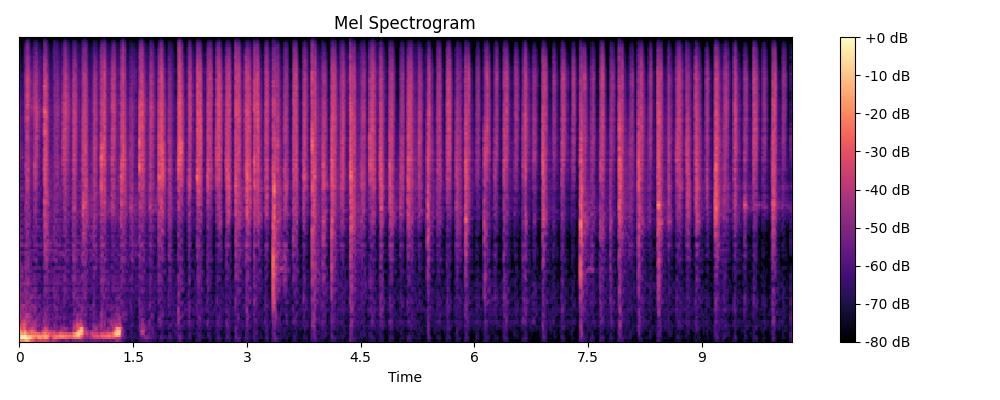 Mel Spectrogram
+0 dB
-10 dB
-20 dB
-30 dB
-40 dB
-50 dB
-60 dB
-70 dB
-80 dB
0 1.5 3 4.5 6 7.5 9
Time